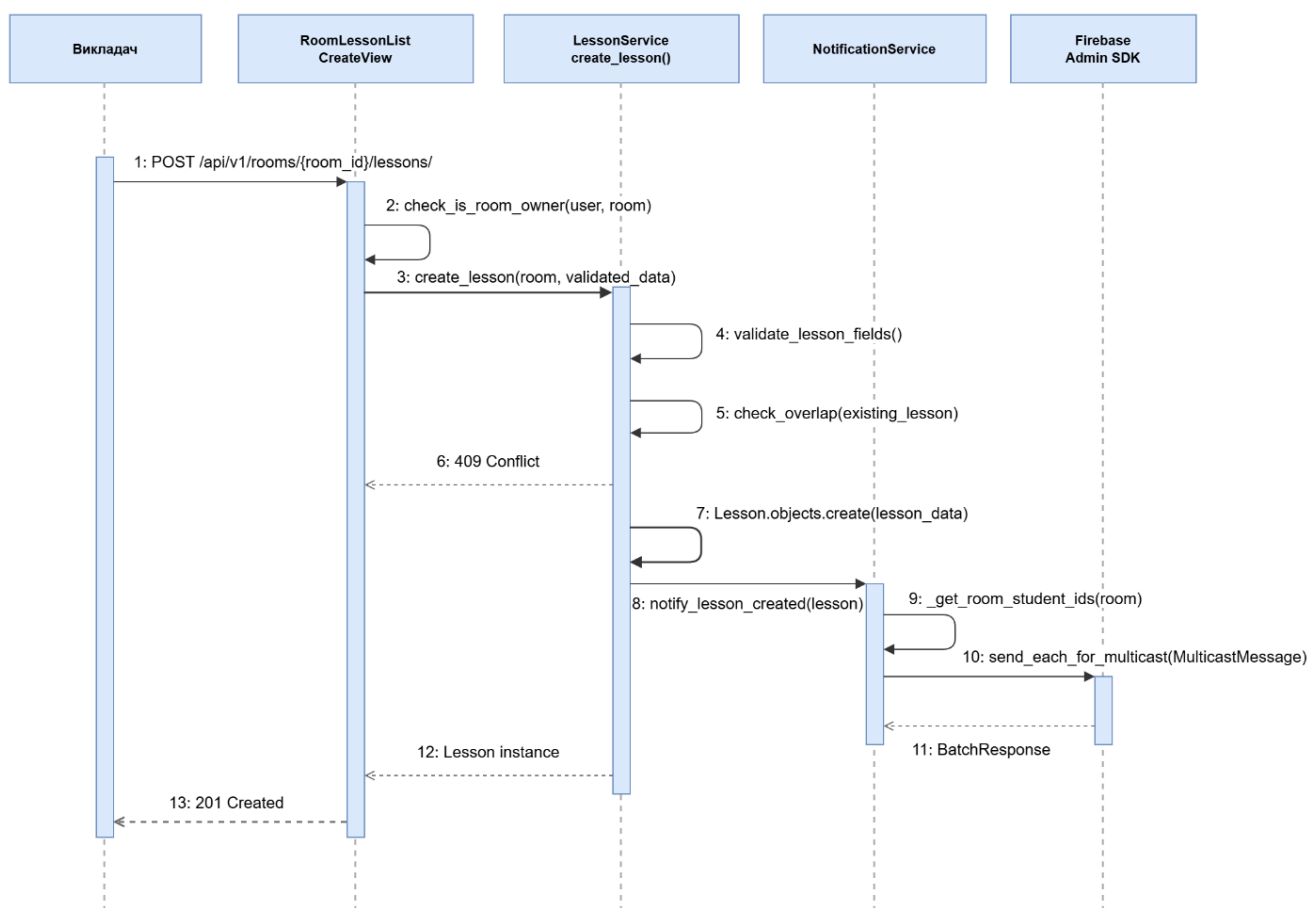 Викладач
RoomLessonList
CreateView
LessonService
create_lesson()
NotificationService
Firebase
Admin SDK
1: POST /api/v1/rooms/{room_id}/lessons/
2: check_is_room_owner(user, room)
3: create_lesson(room, validated_data)
4: validate_lesson_fields()
5: check_overlap(existing_lesson)
6: 409 Conflict
7: Lesson.objects.create(lesson_data)
8: notify_lesson_created(lesson)
9: _get_room_student_ids(room)
10: send_each_for_multicast(MulticastMessage)
11: BatchResponse
12: Lesson instance
13: 201 Created